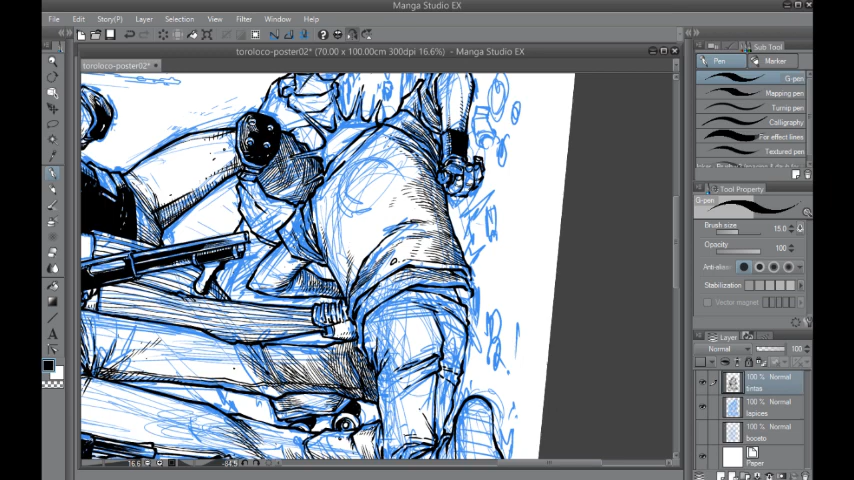 Manga Studio EX
File Edit Story(P) Layer Selection View Filter Window Help
toroloco-poster02* (70.00 x 100.00cm 300dpi 16.6%) - Manga Studio EX
toroloco-poster02*
Sub Tool
Pen Marker
G-pen
Mapping pen
Turnip pen
Calligraphy
For effect lines
Textured pen
Tool Property
G-pen
Brush size 15.0
Opacity 100
Anti-alias
Stabilization
Vector magnet
Layer
Normal 100
100 % Normal
tintas
100 % Normal
lapices
100 % Normal
boceto
Paper
16.6